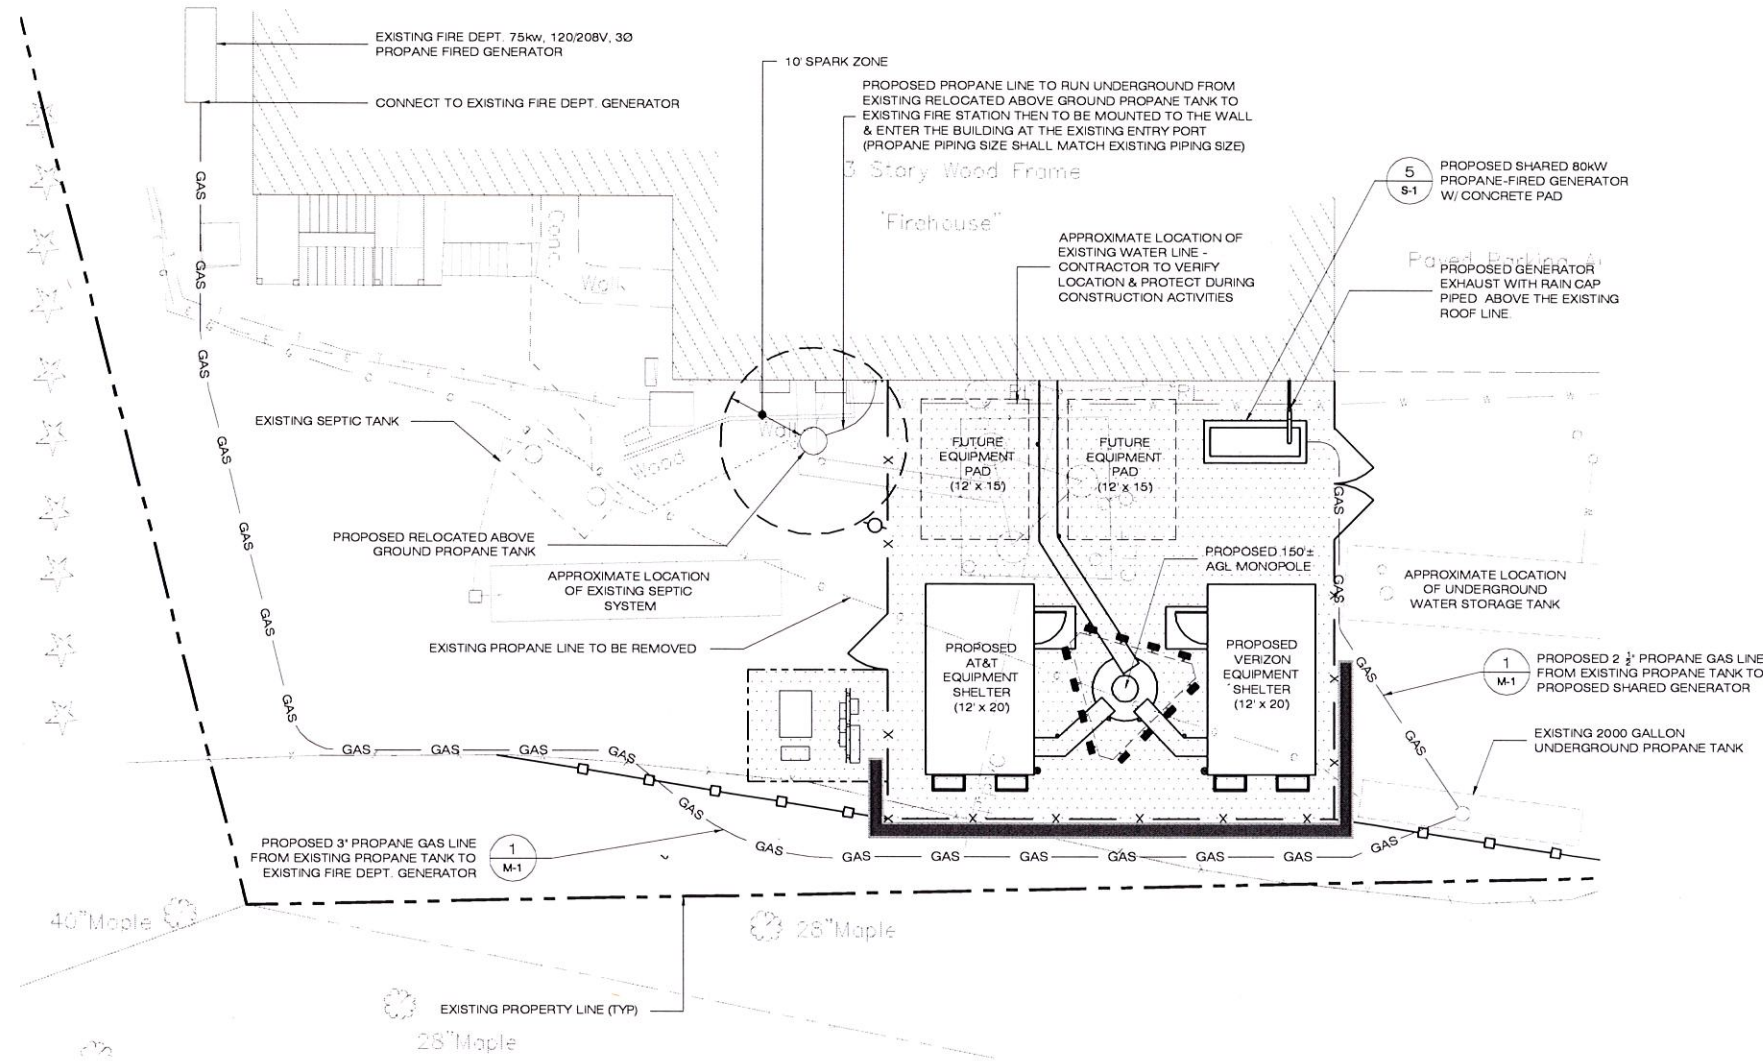 EXISTING FIRE DEPT. 75kw, 120/208V, 3Ø
PROPANE FIRED GENERATOR
CONNECT TO EXISTING FIRE DEPT. GENERATOR
10' SPARK ZONE
PROPOSED PROPANE LINE TO RUN UNDERGROUND FROM
EXISTING RELOCATED ABOVE GROUND PROPANE TANK TO
EXISTING FIRE STATION THEN TO BE MOUNTED TO THE WALL
& ENTER THE BUILDING AT THE EXISTING ENTRY PORT
(PROPANE PIPING SIZE SHALL MATCH EXISTING PIPING SIZE)
3 Story Wood Frame
"Firehouse"
5
S-1
PROPOSED SHARED 80kW
PROPANE-FIRED GENERATOR
W/ CONCRETE PAD
APPROXIMATE LOCATION OF
EXISTING WATER LINE -
CONTRACTOR TO VERIFY
LOCATION & PROTECT DURING
CONSTRUCTION ACTIVITIES
Paved Parking
PROPOSED GENERATOR
EXHAUST WITH RAIN CAP
PIPED ABOVE THE EXISTING
ROOF LINE.
GAS
GAS
GAS
GAS
GAS
GAS
GAS
Conc
Walk
EXISTING SEPTIC TANK
Wood
Wall
PROPOSED RELOCATED ABOVE
GROUND PROPANE TANK
FUTURE
EQUIPMENT
PAD
(12' x 15')
FUTURE
EQUIPMENT
PAD
(12' x 15')
GAS
GAS
APPROXIMATE LOCATION
OF EXISTING SEPTIC
SYSTEM
PROPOSED 150'±
AGL MONOPOLE
APPROXIMATE LOCATION
OF UNDERGROUND
WATER STORAGE TANK
EXISTING PROPANE LINE TO BE REMOVED
PROPOSED
AT&T
EQUIPMENT
SHELTER
(12' x 20')
PROPOSED
VERIZON
EQUIPMENT
SHELTER
(12' x 20')
1
M-1
PROPOSED 2 ½" PROPANE GAS LINE
FROM EXISTING PROPANE TANK TO
PROPOSED SHARED GENERATOR
GAS
GAS
EXISTING 2000 GALLON
UNDERGROUND PROPANE TANK
GAS
GAS
GAS
GAS
GAS
PROPOSED 3" PROPANE GAS LINE
FROM EXISTING PROPANE TANK TO
EXISTING FIRE DEPT. GENERATOR
1
M-1
GAS
GAS
GAS
GAS
GAS
GAS
GAS
GAS
40"Maple
28"Maple
EXISTING PROPERTY LINE (TYP)
28"Maple